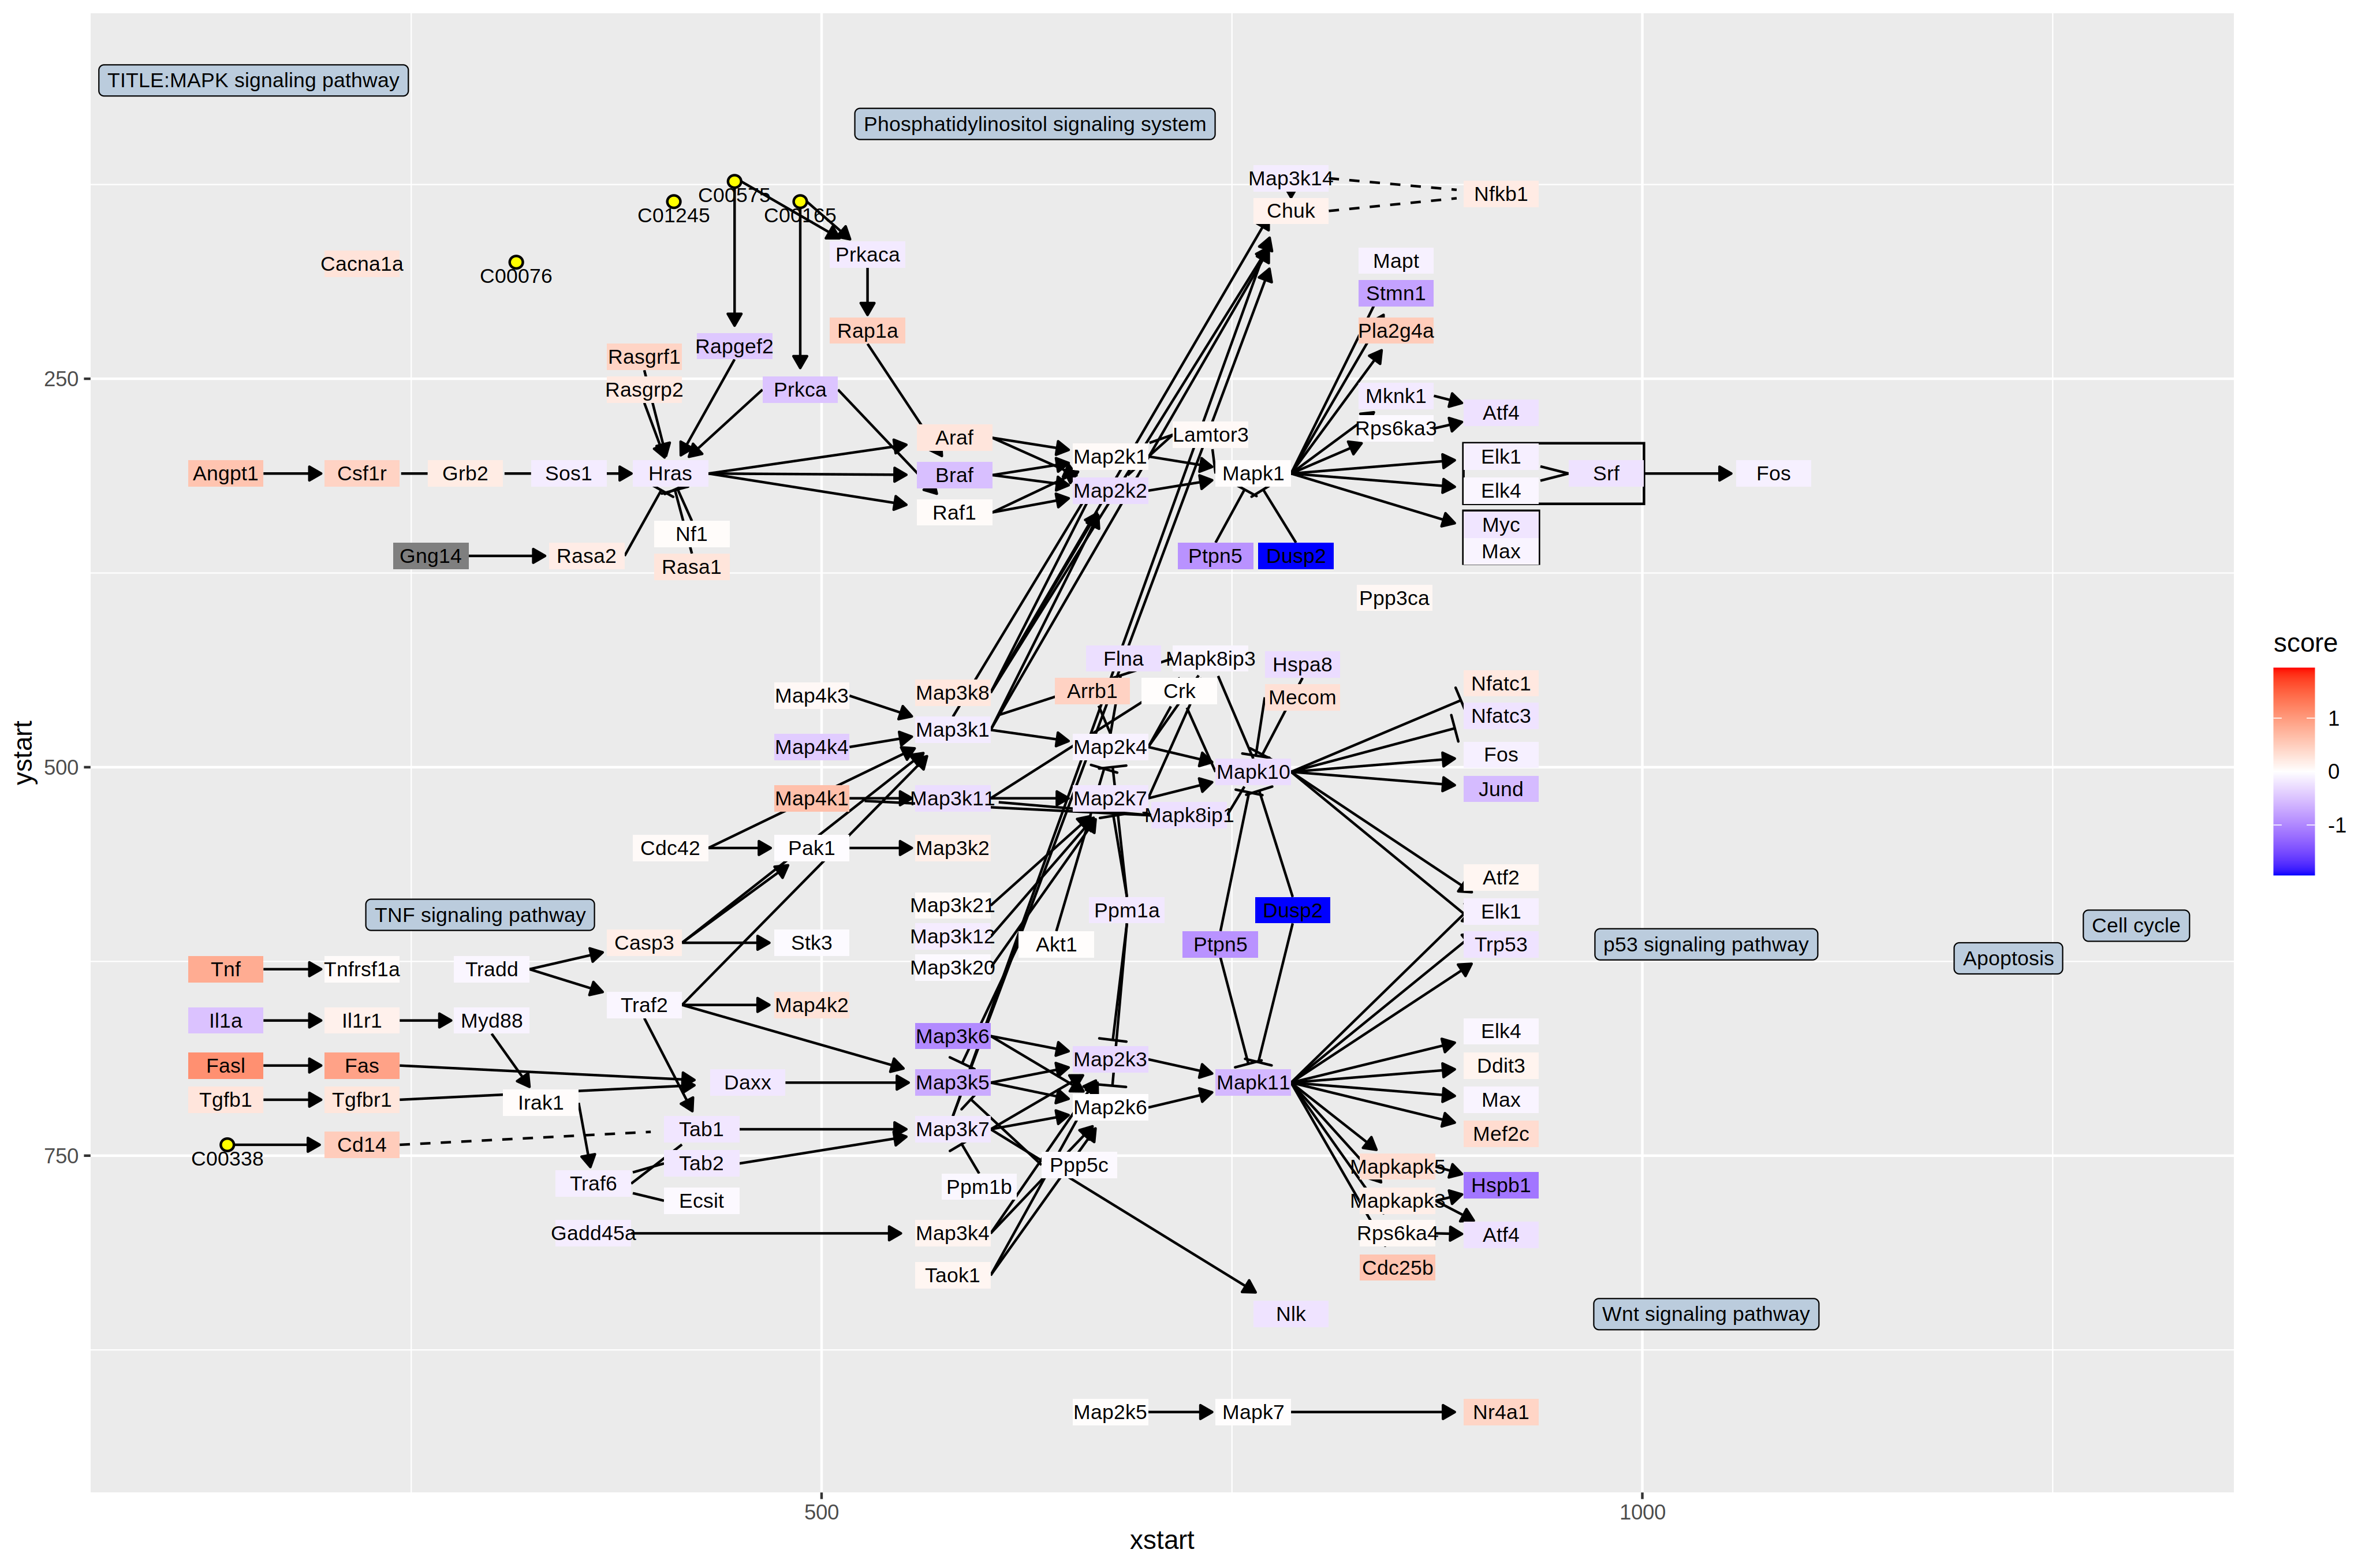 TITLE:MAPK signaling pathway
Phosphatidylinositol signaling system
Map3k14
C00575
Nfkb1
C01245
C00165
Chuk
Prkaca
Mapt
Cacna1a
C00076
Stmn1
Rap1a
Pla2g4a
Rapgef2
Rasgrf1
250
Rasgrp2
Prkca
Mknk1
Atf4
Rps6ka3
Araf
Lamtor3
Map2k1
Elk1
Angpt1
Csf1r
Grb2
Sos1
Hras
Braf
Mapk1
Srf
Fos
Map2k2
Elk4
Raf1
Myc
Nf1
Max
Gng14
Rasa2
Rasa1
Ptpn5
Dusp2
Ppp3ca
score
Flna
Mapk8ip3
Hspa8
Map4k3
Map3k8
Arrb1
Crk
Mecom
Nfatc1
Nfatc3
1
Map3k1
Map4k4
Map2k4
Fos
500
Mapk10
0
Jund
Map4k1
Map3k11
Map2k7
Mapk8ip1
-1
ystart
Cdc42
Pak1
Map3k2
Atf2
Map3k21
Ppm1a
Dusp2
Elk1
TNF signaling pathway
Cell cycle
Map3k12
Casp3
Stk3
Akt1
Ptpn5
Trp53
p53 signaling pathway
Apoptosis
Tnf
Tnfrsf1a
Tradd
Map3k20
Traf2
Map4k2
Il1a
Il1r1
Myd88
Map3k6
Elk4
Map2k3
Fasl
Fas
Ddit3
Daxx
Map3k5
Mapk11
Tgfb1
Tgfbr1
Irak1
Map2k6
Max
Tab1
Map3k7
Mef2c
C00338
Cd14
750
Tab2
Ppp5c
Mapkapk5
Traf6
Ppm1b
Hspb1
Ecsit
Mapkapk3
Gadd45a
Map3k4
Rps6ka4
Atf4
Taok1
Cdc25b
Nlk
Wnt signaling pathway
Map2k5
Mapk7
Nr4a1
500
1000
xstart